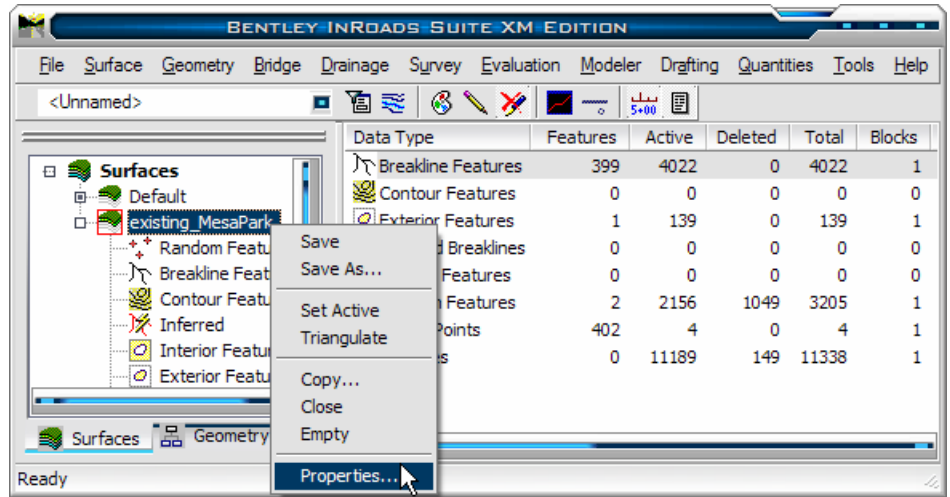 BENTLEY INROADS SUITE XM EDITION
File Surface Geometry Bridge Drainage Survey Evaluation Modeler Drafting Quantities Tools Help
<Unnamed>
5+00
Data Type Features Active Deleted Total Blocks
Breakline Features 399 4022 0 4022 1
Contour Features 0 0 0 0 0
Exterior Features 1 139 0 139 1
Breaklines 0 0 0 0 0
Features 0 0 0 0 0
Features 2 2156 1049 3205 1
Points 402 4 0 4 1
0 11189 149 11338 1
Surfaces
Default
existing_MesaPark
Random Featu
Breakline Feat
Contour Featu
Inferred
Interior Featur
Exterior Featu
Save
Save As...
Set Active
Triangulate
Copy...
Close
Empty
Properties...
Surfaces Geometry
Ready